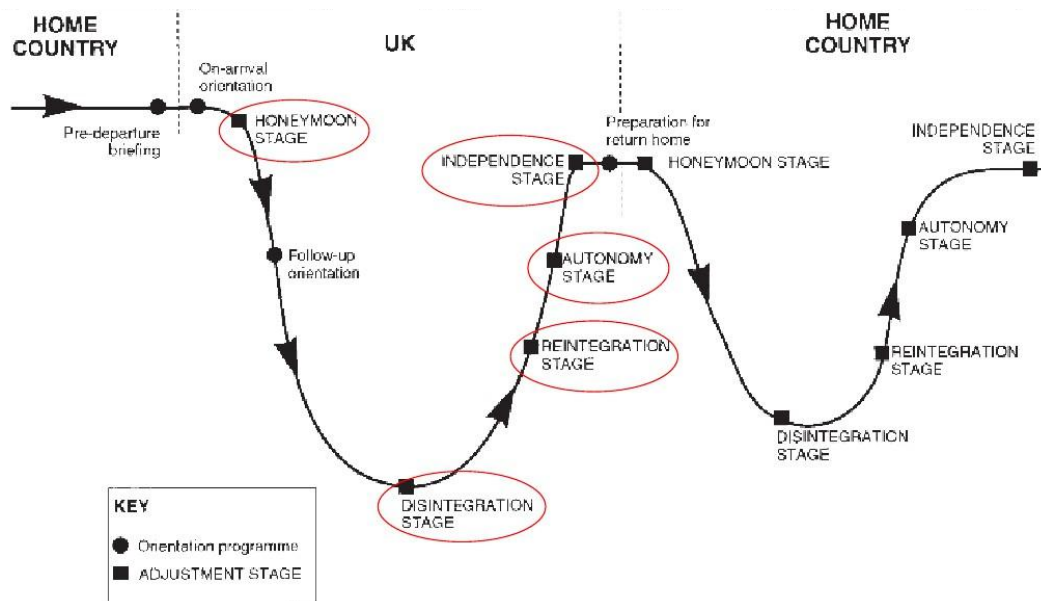 HOME
COUNTRY
UK
HOME
COUNTRY
On-arrival
orientation
Pre-departure
briefing
HONEYMOON
STAGE
Follow-up
orientation
DISINTEGRATION
STAGE
REINTEGRATION
STAGE
AUTONOMY
STAGE
INDEPENDENCE
STAGE
Preparation for
return home
HONEYMOON STAGE
DISINTEGRATION
STAGE
REINTEGRATION
STAGE
AUTONOMY
STAGE
INDEPENDENCE
STAGE
KEY
Orientation programme
ADJUSTMENT STAGE